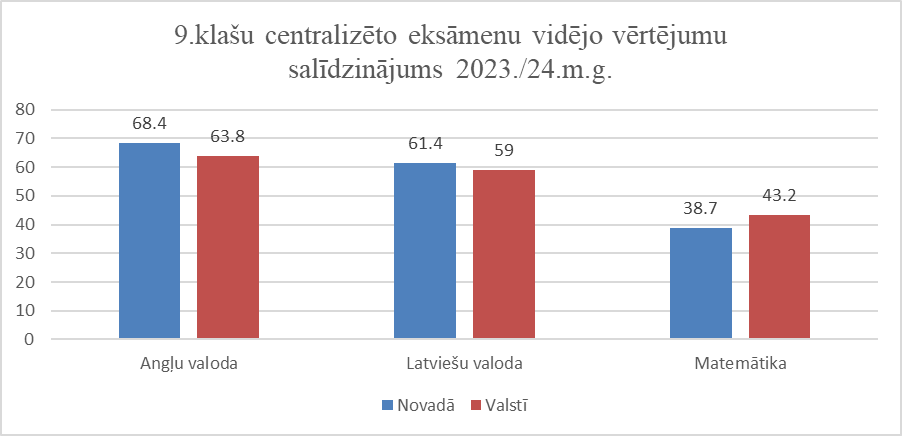 9.klašu centralizēto eksāmenu vidējo vērtējumu
salīdzinājums 2023./24.m.g.
80
70
60
50
40
30
20
10
0
68.4
63.8
61.4
59
38.7
43.2
Angļu valoda
Latviešu valoda
Matemātika
Novadā
Valstī